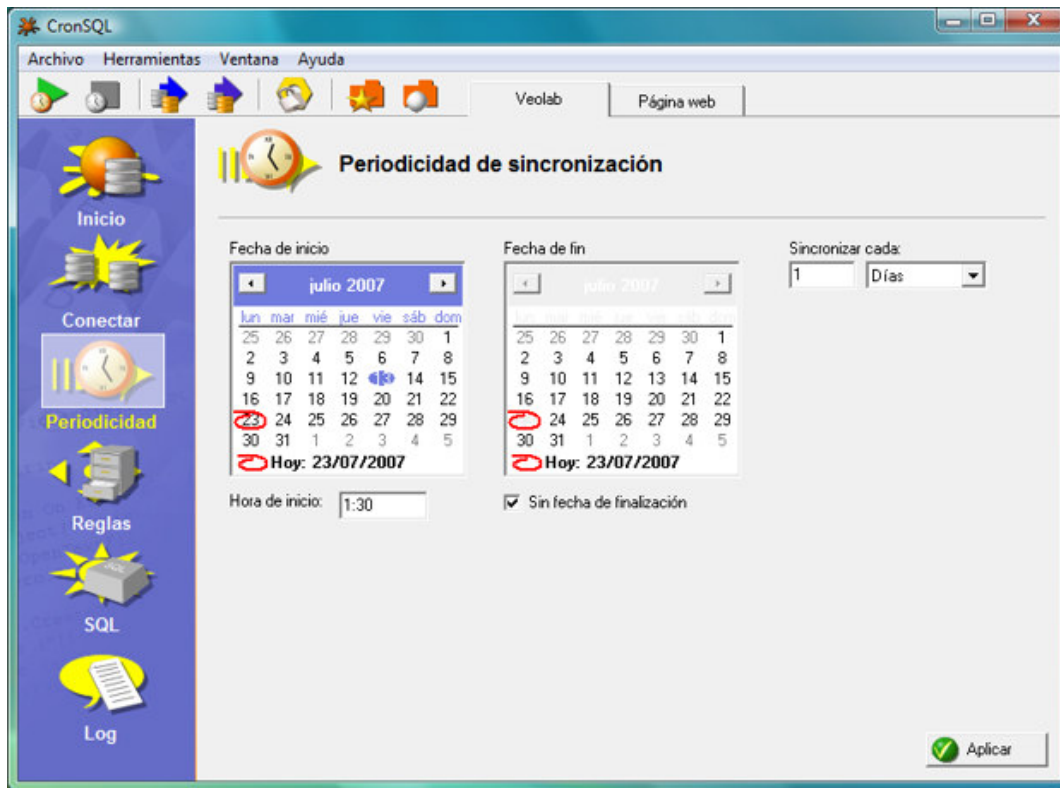 CronSQL
Archivo Herramientas Ventana Ayuda
Veolab Página web
Inicio
Conectar
Periodicidad
Reglas
SQL
SQL
Log
Periodicidad de sincronización
Fecha de inicio
julio 2007
lun mar mié jue vie sáb dom
25 26 27 28 29 30 1
2 3 4 5 6 7 8
9 10 11 12 13 14 15
16 17 18 19 20 21 22
23 24 25 26 27 28 29
30 31 1 2 3 4 5
Hoy: 23/07/2007
Hora de inicio: 1:30
Fecha de fin
julio 2007
25 26 27 28 29 30 1
2 3 4 5 6 7 8
9 10 11 12 13 14 15
16 17 18 19 20 21 22
24 25 26 27 28 29
30 31 1 2 3 4 5
Hoy: 23/07/2007
Sin fecha de finalización
Sincronizar cada:
1 Días
Aplicar